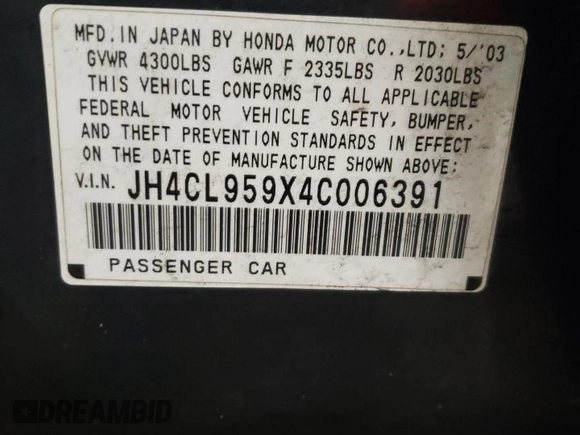 MFD. IN JAPAN BY HONDA MOTOR CO.,LTD; 5/'03
GVWR 4300LBS GAWR F 2335LBS R 2030LBS
THIS VEHICLE CONFORMS TO ALL APPLICABLE
FEDERAL MOTOR VEHICLE SAFETY, BUMPER,
AND THEFT PREVENTION STANDARDS IN EFFECT
ON THE DATE OF MANUFACTURE SHOWN ABOVE;
V.I.N. JH4CL959X4C006391
PASSENGER CAR
DREAMBID